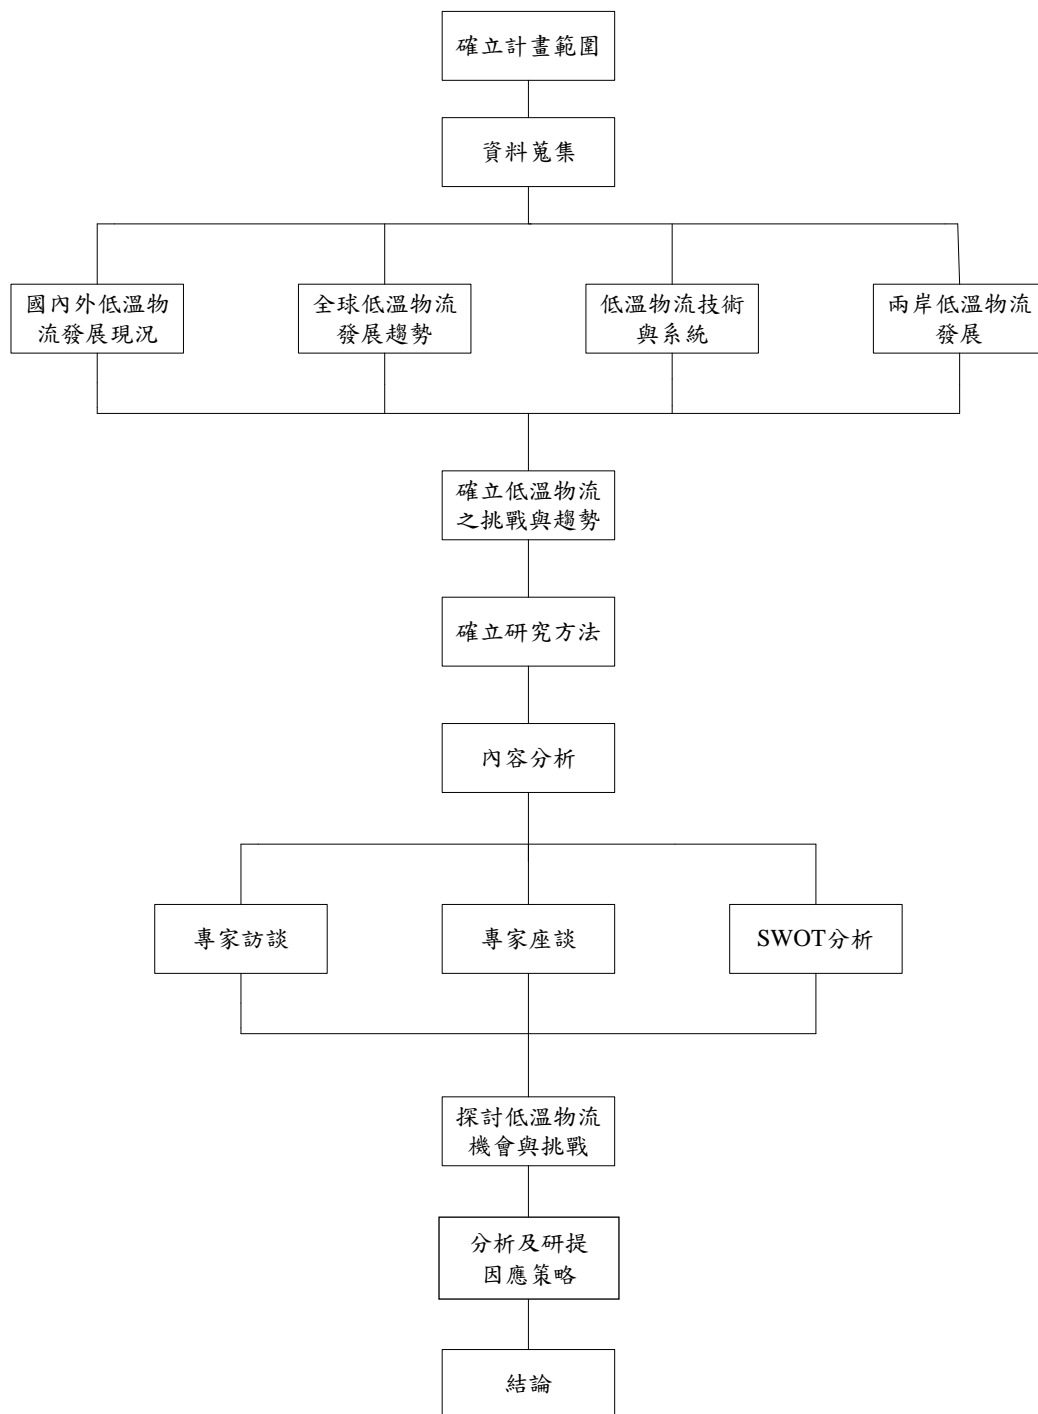 確立計畫範圍
資料蒐集
國內外低溫物
流發展現況
全球低溫物流
發展趨勢
低溫物流技術
與系統
兩岸低溫物流
發展
確立低溫物流
之挑戰與趨勢
確立研究方法
內容分析
專家訪談
專家座談
SWOT分析
探討低溫物流
機會與挑戰
分析及研提
因應策略
結論